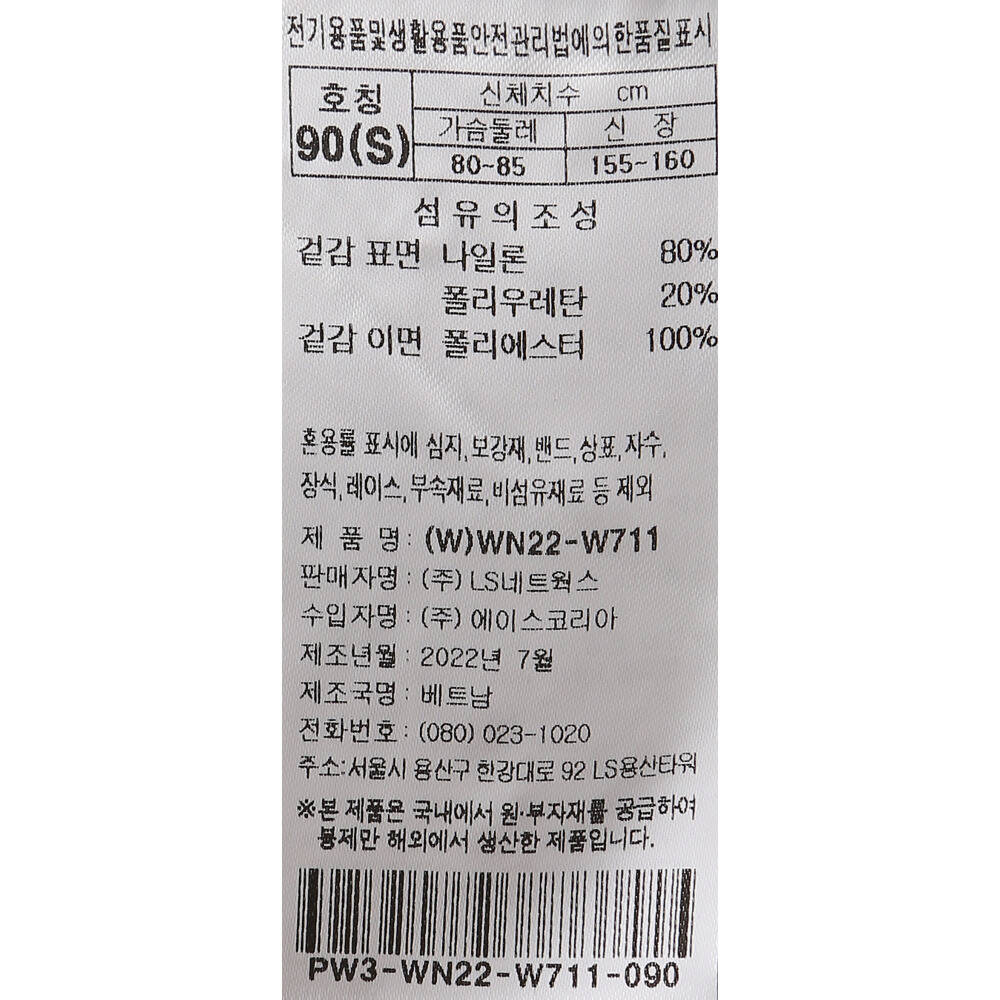 전기용품및생활용품안전관리법에의한품질표시
호칭 신체치수 cm
90(S) 가슴둘레 신 장
80~85 155~160
섬유의조성
겉감 표면 나일론 80%
폴리우레탄 20%
겉감 이면 폴리에스터 100%
혼용률 표시에 심지,보강재,밴드,상표,자수,
장식,레이스,부속재료,비섬유재료 등 제외
제 품 명: (W)WN22-W711
판매자명: (주) LS네트웍스
수입자명: (주) 에이스코리아
제조년월: 2022년 7월
제조국명: 베트남
전화번호: (080) 023-1020
주소:서울시 용산구 한강대로 92 LS용산타워
※본 제품은 국내에서 원·부자재를 공급하여
봉제만 해외에서 생산한 제품입니다.
PW3-WN22-W711-090